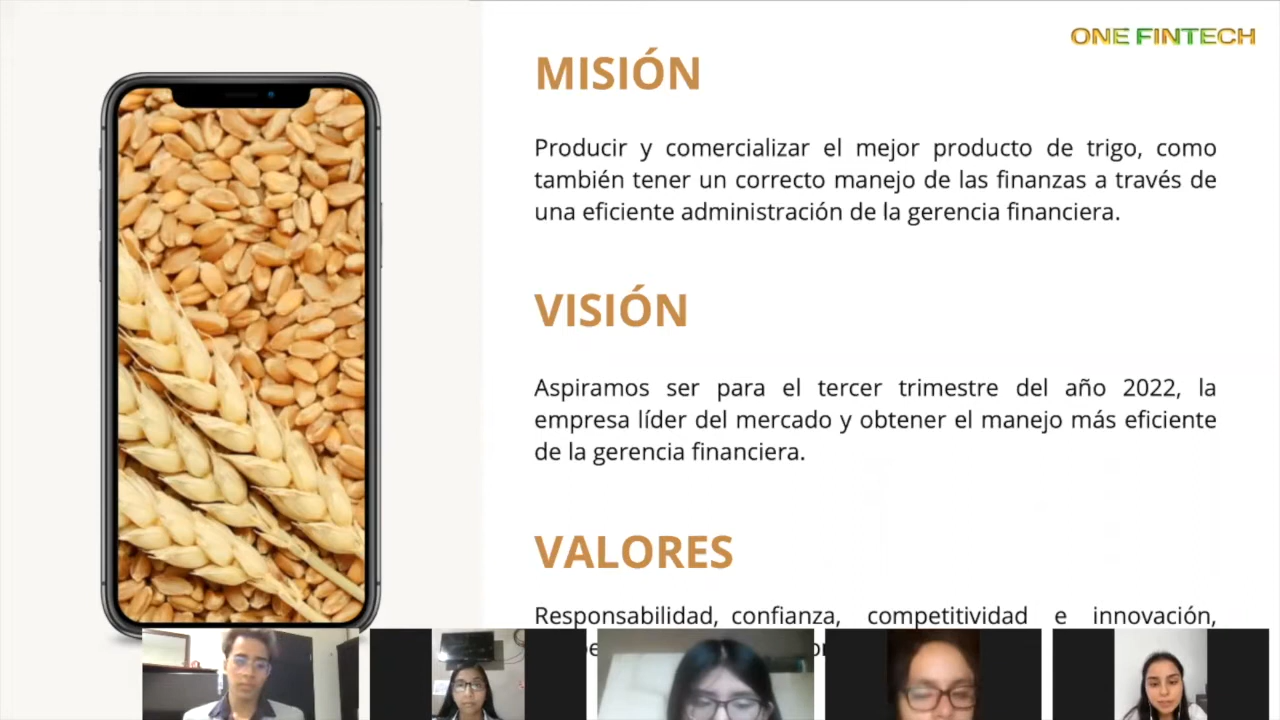 ONE FINTECH
MISIÓN
Producir y comercializar el mejor producto de trigo, como
también tener un correcto manejo de las finanzas a través de
una eficiente administración de la gerencia financiera.
VISIÓN
Aspiramos ser para el tercer trimestre del año 2022, la
empresa líder del mercado y obtener el manejo más eficiente
de la gerencia financiera.
VALORES
Responsabilidad, confianza, competitividad e innovación,